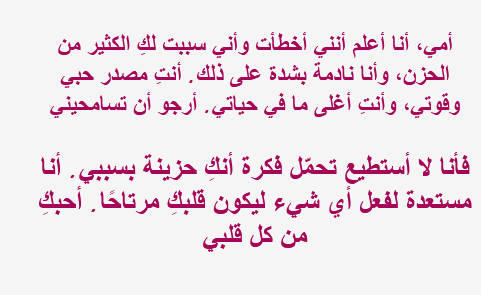 أمي، أنا أعلم أنني أخطأت وأني سببت لكِ الكثير من
الحزن، وأنا نادمة بشدة على ذلك. أنتِ مصدر حبي
وقوتي، وأنتِ أغلى ما في حياتي. أرجو أن تسامحيني
فأنا لا أستطيع تحمّل فكرة أنكِ حزينة بسببي. أنا
مستعدة لفعل أي شيء ليكون قلبكِ مرتاحًا. أحبكِ
من كل قلبي